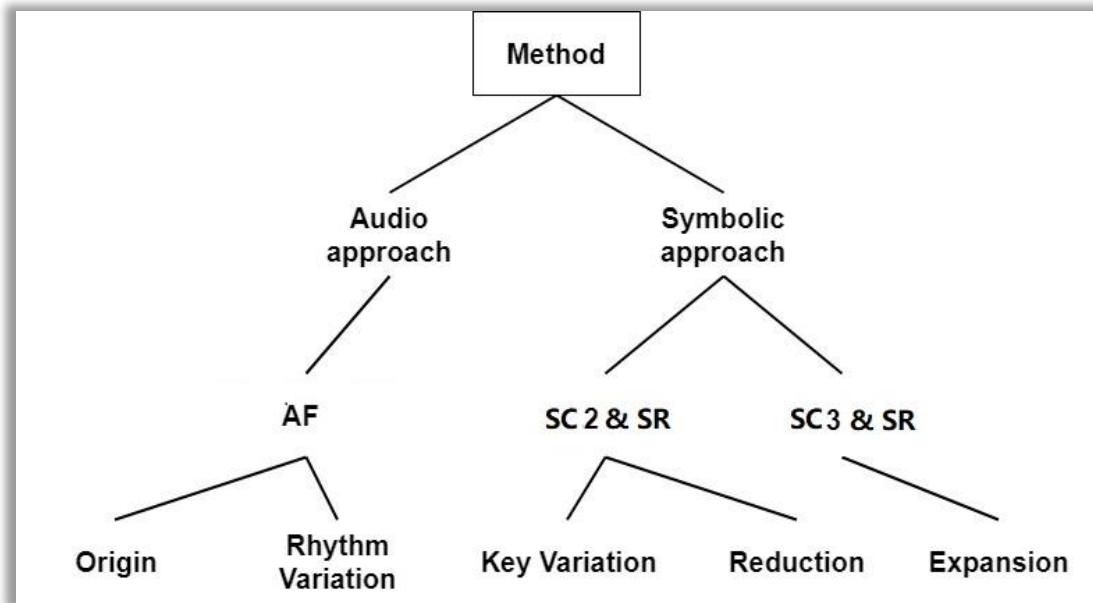 Method
Audio
approach
Symbolic
approach
AF
SC 2 & SR
SC 3 & SR
Origin
Rhythm
Variation
Key Variation
Reduction
Expansion